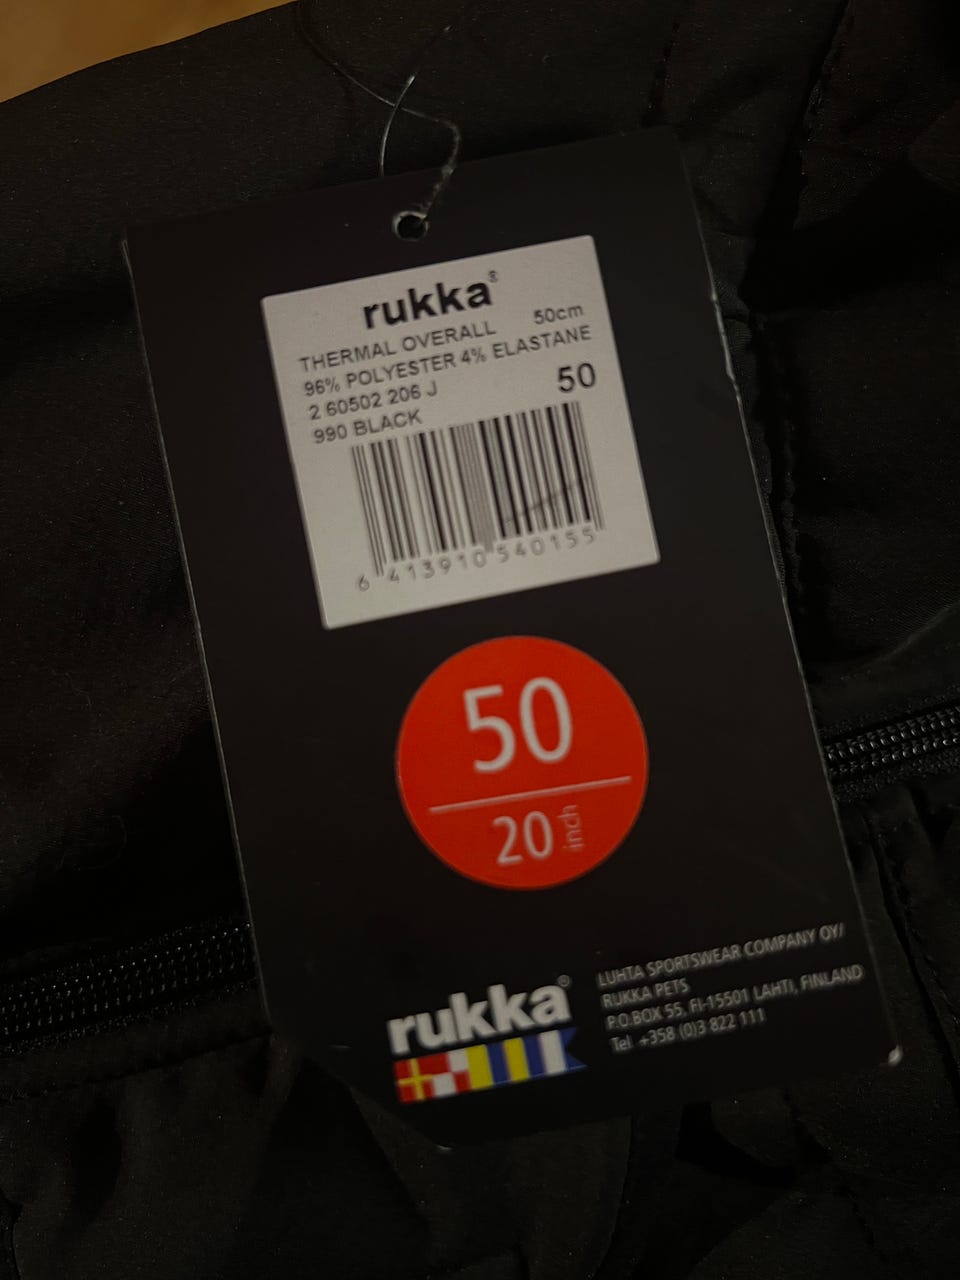 rukka®
THERMAL OVERALL 50cm
96% POLYESTER 4% ELASTANE
2 60502 206 J 50
990 BLACK
6 413910 540155
50
20 inch
rukka®
LUHTA SPORTSWEAR COMPANY OY/
RUKKA PETS
P.O.BOX 55, FI-15501 LAHTI, FINLAND
Tel +358 (0)3 822 111